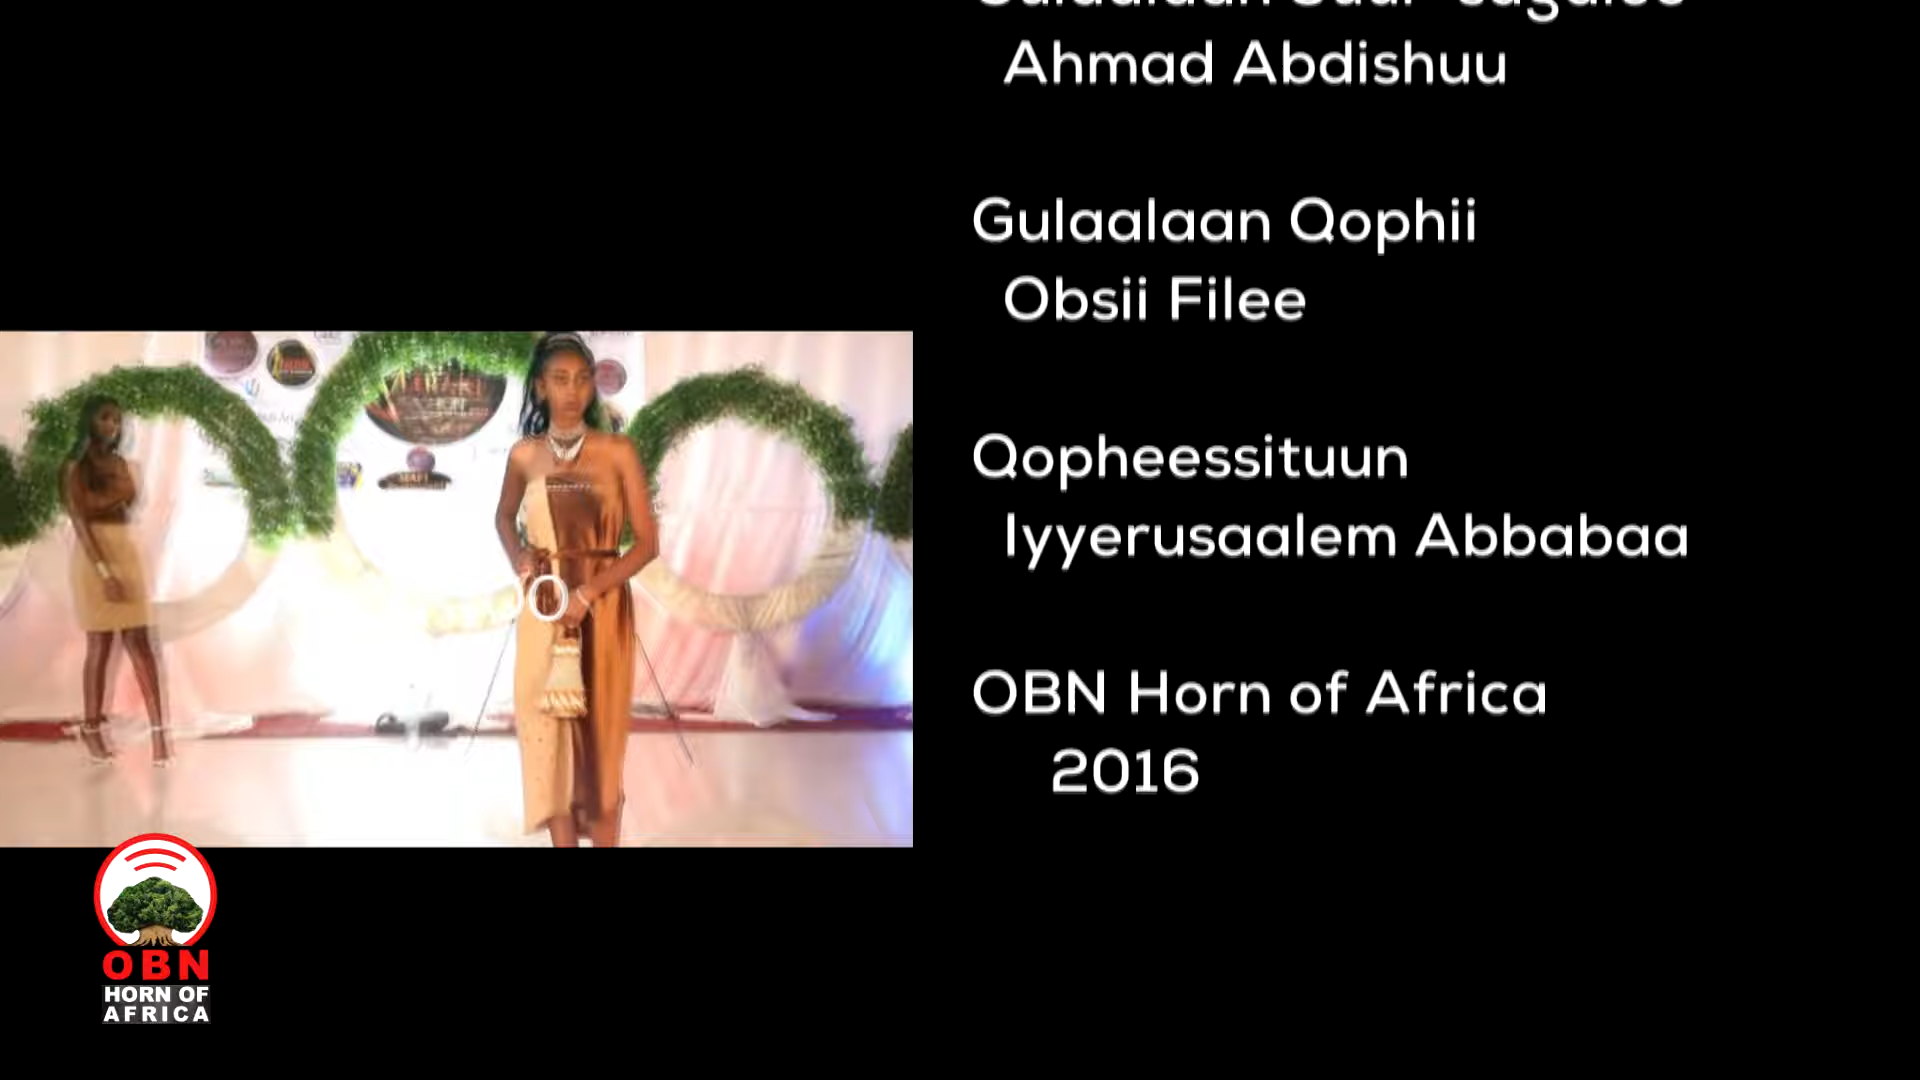 Ahmad Abdishuu
Gulaalaan Qophii
Obsii Filee
Qopheessituun
Iyyerusaalem Abbabaa
OBN Horn of Africa
2016
OBN
HORN OF
AFRICA